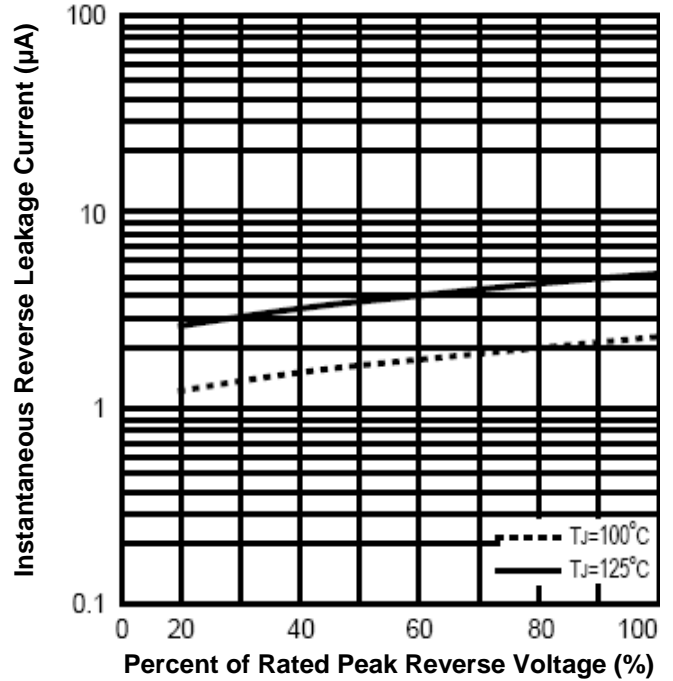 Instantaneous Reverse Leakage Current (µA)
100
10
1
0.1
TJ=100°C
TJ=125°C
0 20 40 60 80 100
Percent of Rated Peak Reverse Voltage (%)